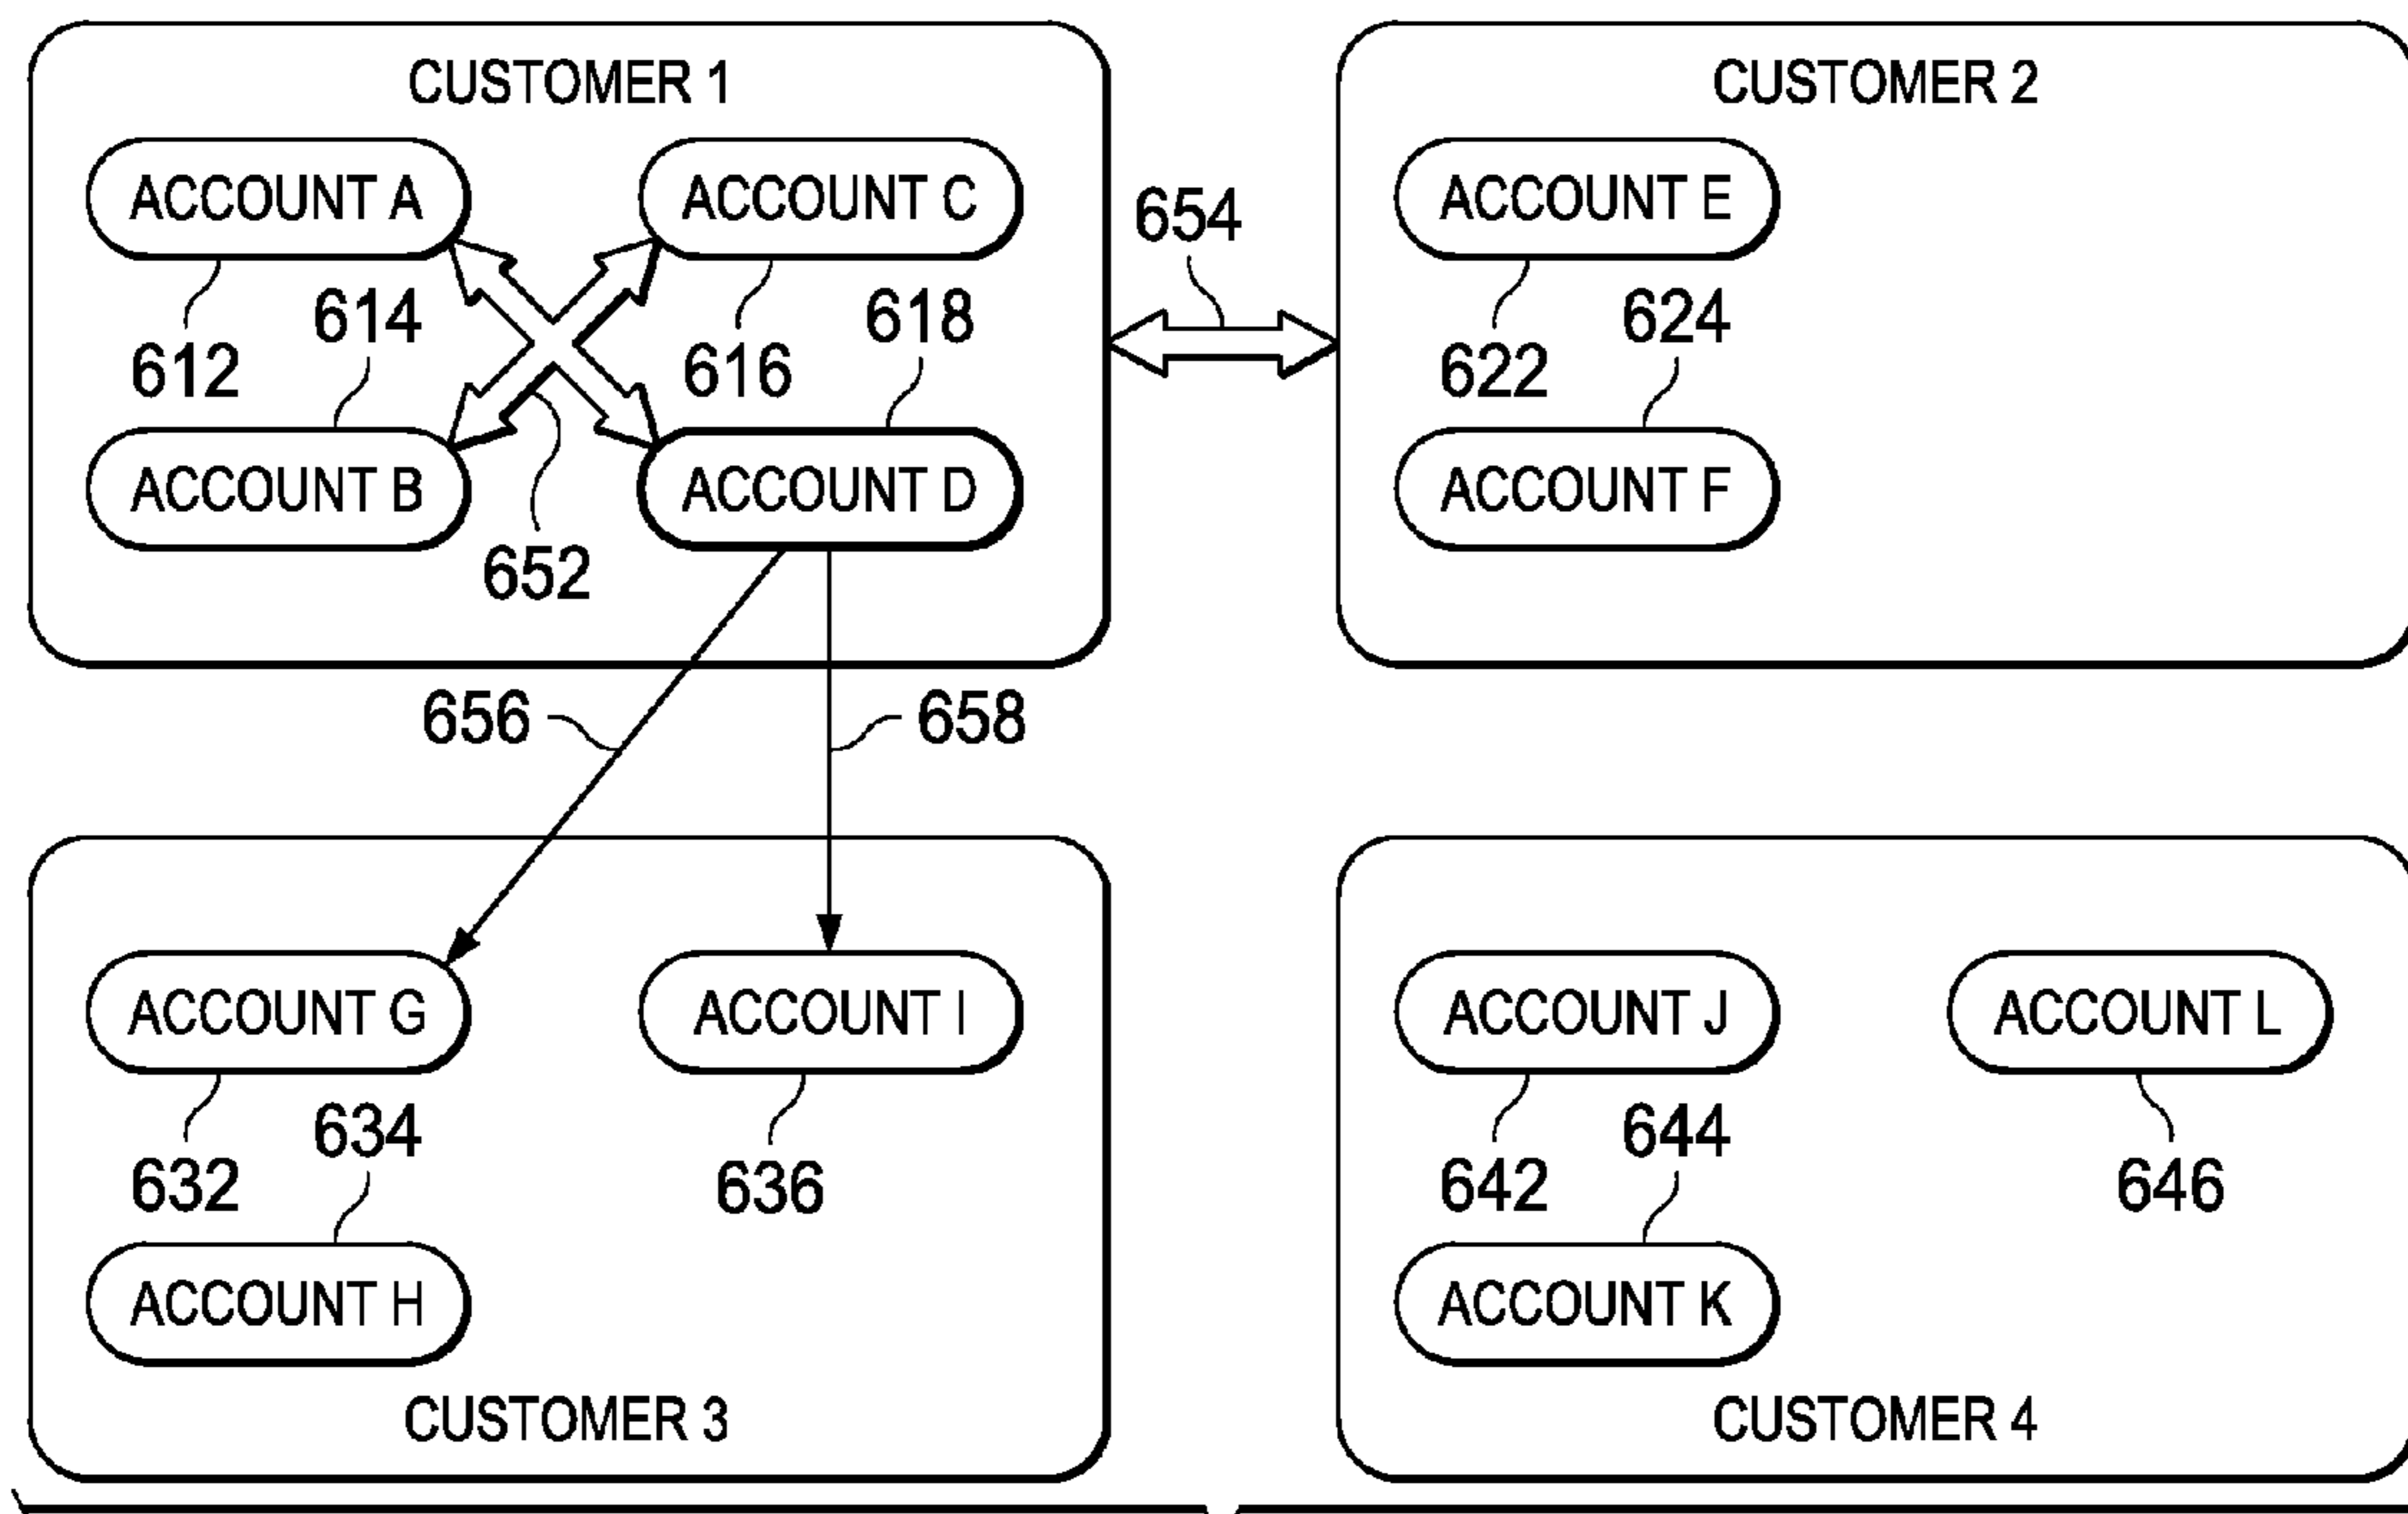 CUSTOMER 1
ACCOUNT A
ACCOUNT C
612
614
616
618
ACCOUNT B
ACCOUNT D
652
654
CUSTOMER 2
ACCOUNT E
622
624
ACCOUNT F
656
658
ACCOUNT G
ACCOUNT I
632
634
636
ACCOUNT H
CUSTOMER 3
ACCOUNT J
ACCOUNT L
642
644
646
ACCOUNT K
CUSTOMER 4